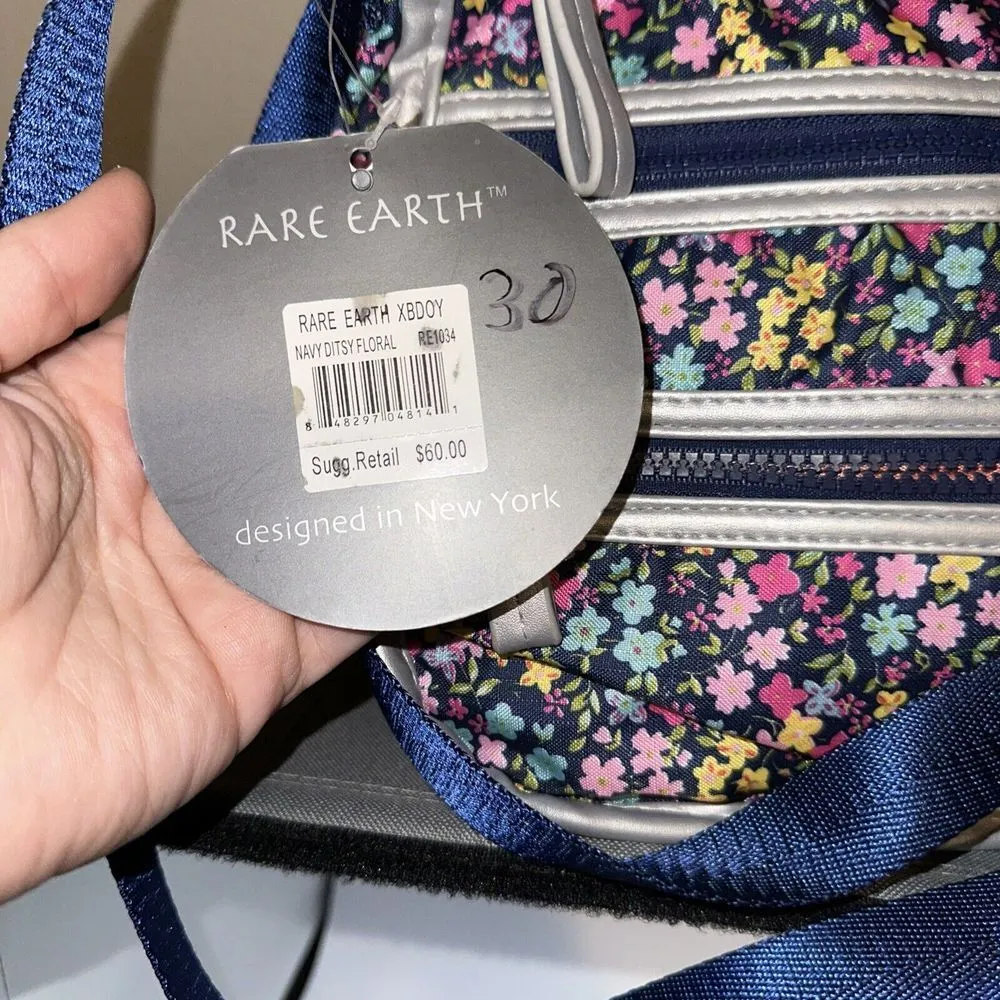 RARE EARTH™
30
RARE EARTH XBDOY
NAVY DITSY FLORAL RE1034
8 48297 04814 1
Sugg.Retail $60.00
designed in New York